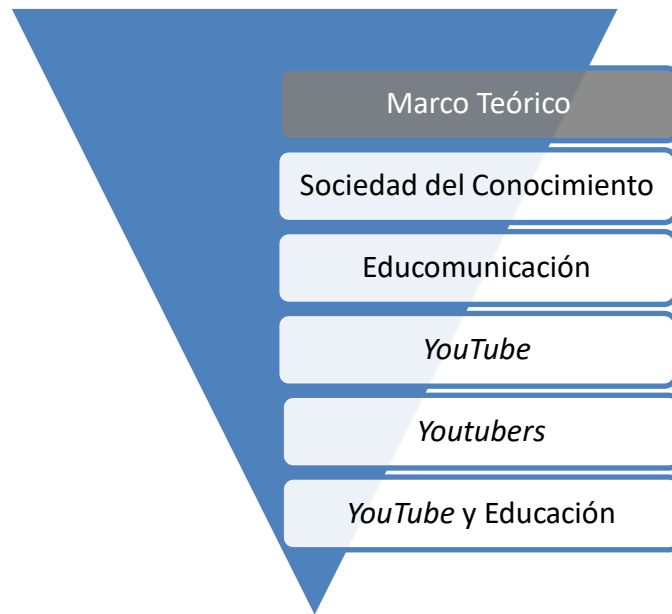 Marco Teórico
Sociedad del Conocimiento
Educomunicación
YouTube
Youtubers
YouTube y Educación